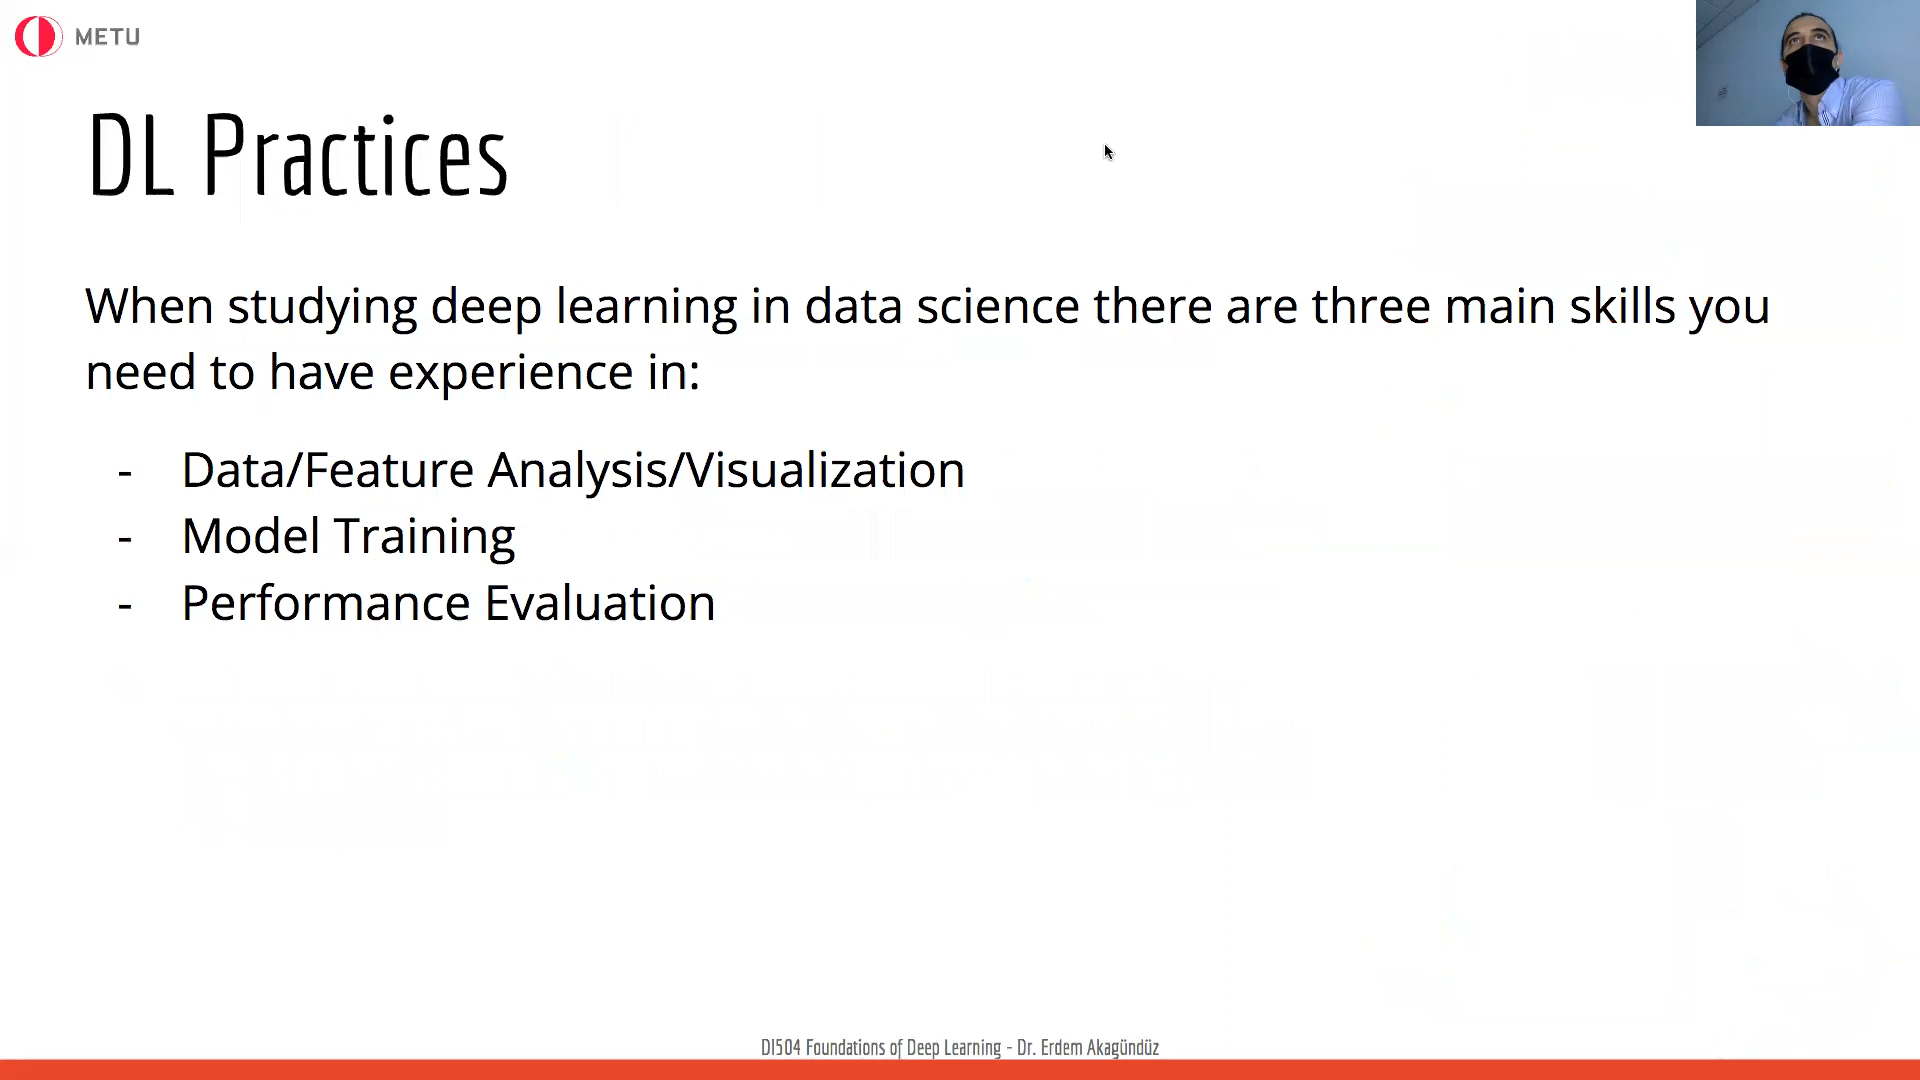 METU
DL Practices
When studying deep learning in data science there are three main skills you
need to have experience in:
- Data/Feature Analysis/Visualization
- Model Training
- Performance Evaluation
DI504 Foundations of Deep Learning - Dr. Erdem Akagündüz